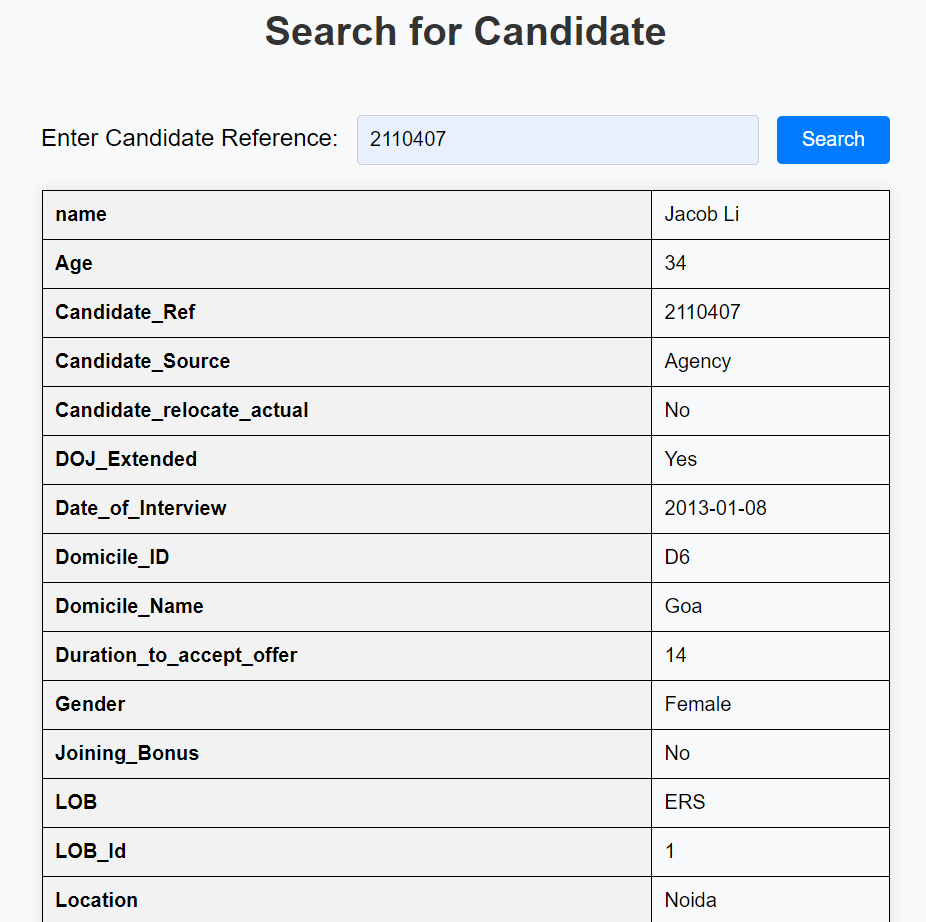 Search for Candidate
Enter Candidate Reference: 2110407 Search
name Jacob Li
Age 34
Candidate_Ref 2110407
Candidate_Source Agency
Candidate_relocate_actual No
DOJ_Extended Yes
Date_of_Interview 2013-01-08
Domicile_ID D6
Domicile_Name Goa
Duration_to_accept_offer 14
Gender Female
Joining_Bonus No
LOB ERS
LOB_Id 1
Location Noida